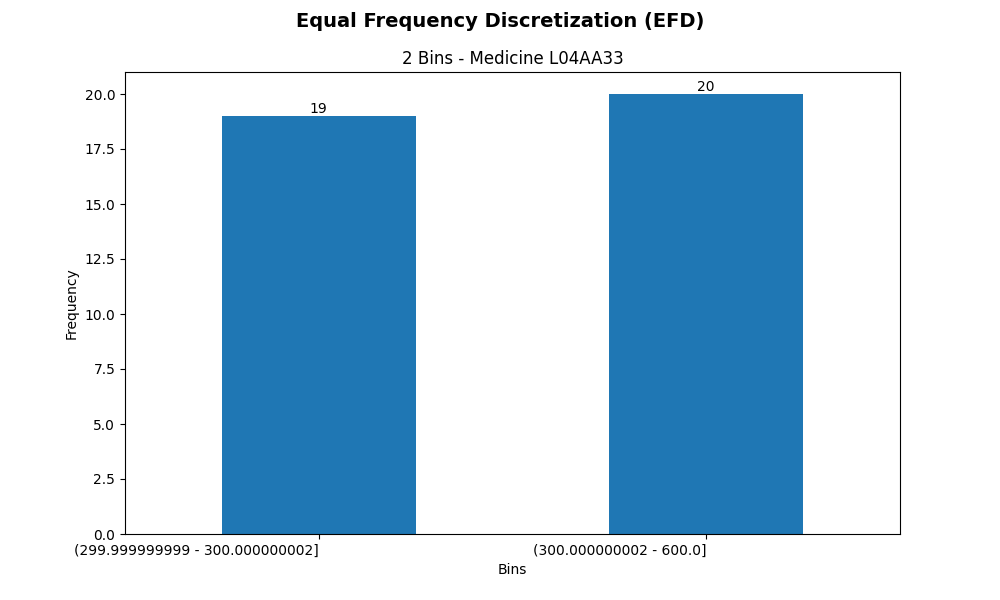 Equal Frequency Discretization (EFD)
2 Bins - Medicine L04AA33
19
20
20.0
17.5
15.0
12.5
10.0
7.5
5.0
2.5
0.0
Frequency
(299.999999999 - 300.000000002]
(300.000000002 - 600.0]
Bins